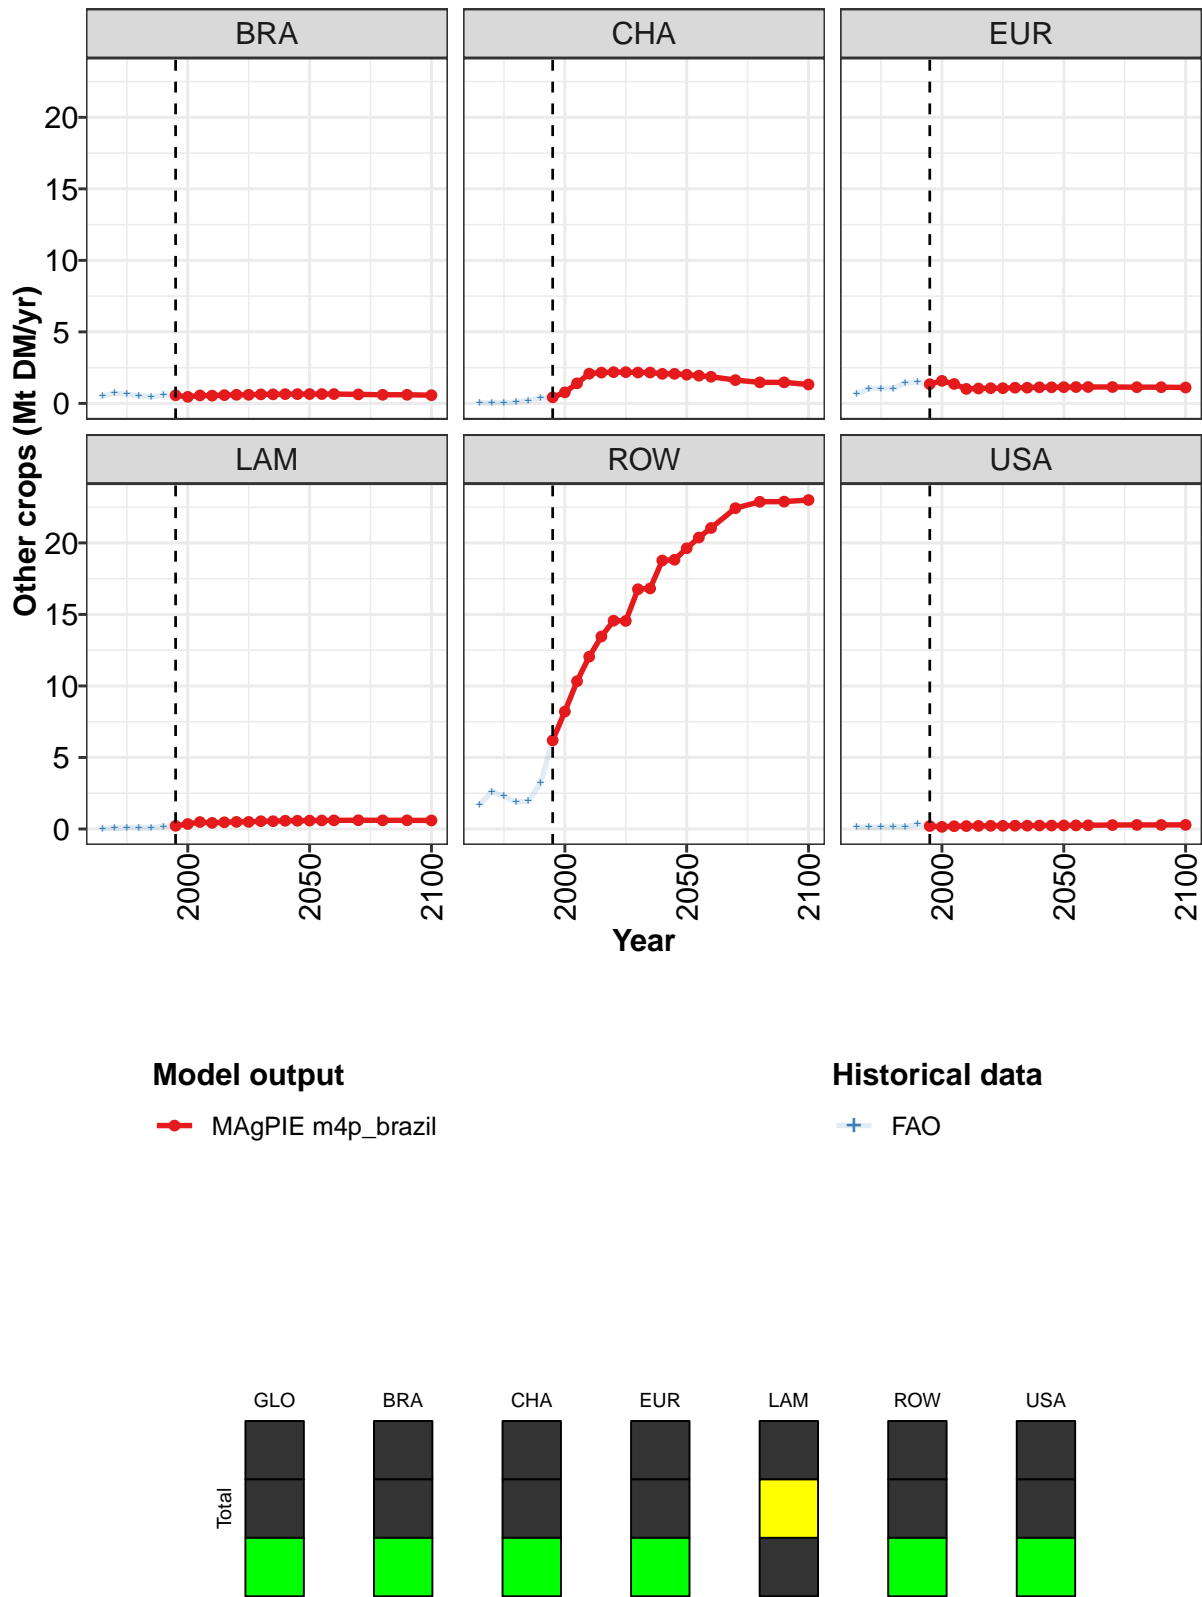 BRA
CHA
EUR
20
15
10
5
0
LAM
ROW
USA
20
15
10
5
0
Other crops (Mt DM/yr)
2000
2050
2100
2000
2050
2100
2000
2050
2100
Year
Model output
MAgPIE m4p_brazil
Historical data
FAO
GLO
BRA
CHA
EUR
LAM
ROW
USA
Total